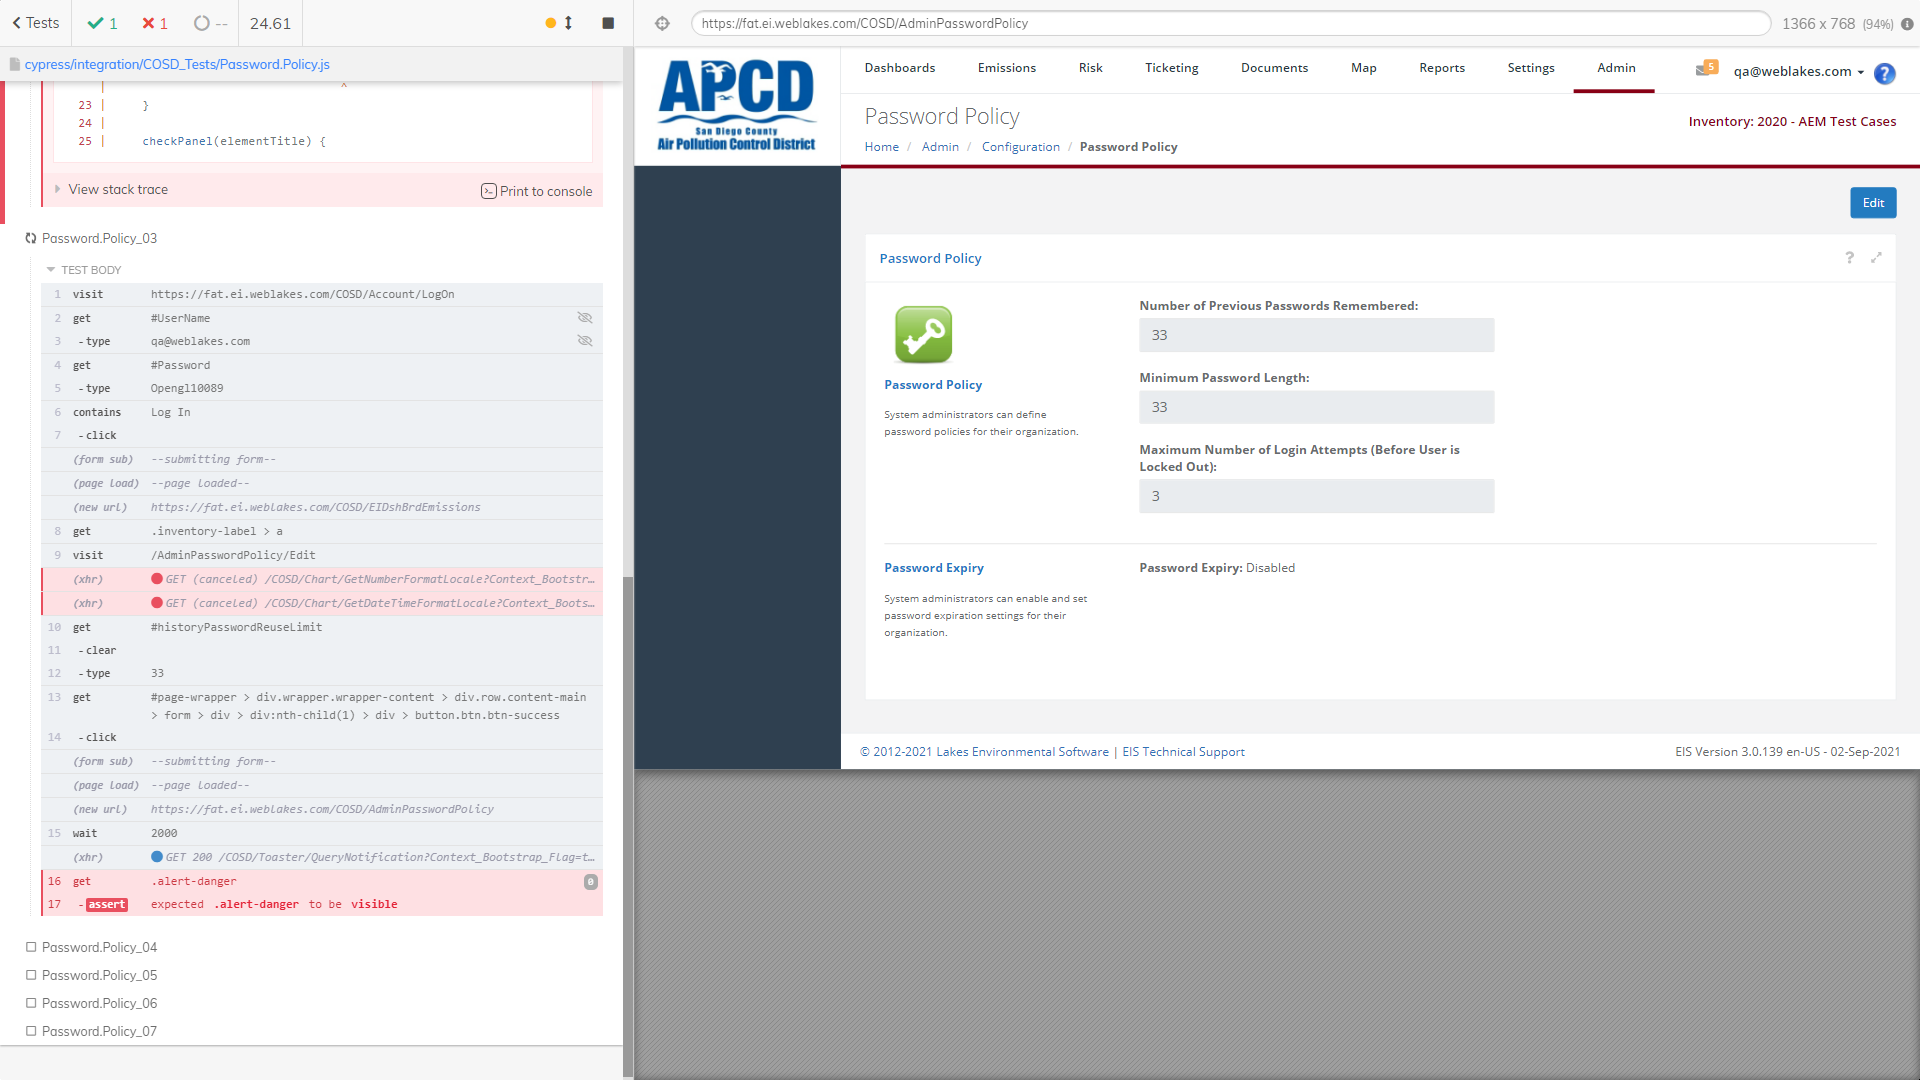 Tests
1
1
--
24.61
cypress/integration/COSD_Tests/Password.Policy.js
| ^
23 | }
24 |
25 | checkPanel(elementTitle) {
View stack trace
Print to console
Password.Policy_03
TEST BODY
1 visit https://fat.ei.weblakes.com/COSD/Account/LogOn
2 get #UserName
3 -type qa@weblakes.com
4 get #Password
5 -type Opengl10089
6 contains Log In
7 -click
(form sub) --submitting form--
(page load) --page loaded--
(new url) https://fat.ei.weblakes.com/COSD/EIDshBrdEmissions
8 get .inventory-label > a
9 visit /AdminPasswordPolicy/Edit
(xhr) GET (canceled) /COSD/Chart/GetNumberFormatLocale?Context_Bootstr…
(xhr) GET (canceled) /COSD/Chart/GetDateTimeFormatLocale?Context_Boots…
10 get #historyPasswordReuseLimit
11 -clear
12 -type 33
13 get #page-wrapper > div.wrapper.wrapper-content > div.row.content-main
> form > div > div:nth-child(1) > div > button.btn.btn-success
14 -click
(form sub) --submitting form--
(page load) --page loaded--
(new url) https://fat.ei.weblakes.com/COSD/AdminPasswordPolicy
15 wait 2000
(xhr) GET 200 /COSD/Toaster/QueryNotification?Context_Bootstrap_Flag=t…
16 get .alert-danger 0
17 -assert expected .alert-danger to be visible
Password.Policy_04
Password.Policy_05
Password.Policy_06
Password.Policy_07
https://fat.ei.weblakes.com/COSD/AdminPasswordPolicy
1366 x 768 (94%)
APCD
San Diego County
Air Pollution Control District
Dashboards Emissions Risk Ticketing Documents Map Reports Settings Admin 5 qa@weblakes.com ?
Password Policy
Inventory: 2020 - AEM Test Cases
Home / Admin / Configuration / Password Policy
Edit
Password Policy ?
Password Policy
System administrators can define
password policies for their organization.
Number of Previous Passwords Remembered:
33
Minimum Password Length:
33
Maximum Number of Login Attempts (Before User is
Locked Out):
3
Password Expiry
System administrators can enable and set
password expiration settings for their
organization.
Password Expiry: Disabled
© 2012-2021 Lakes Environmental Software | EIS Technical Support
EIS Version 3.0.139 en-US - 02-Sep-2021